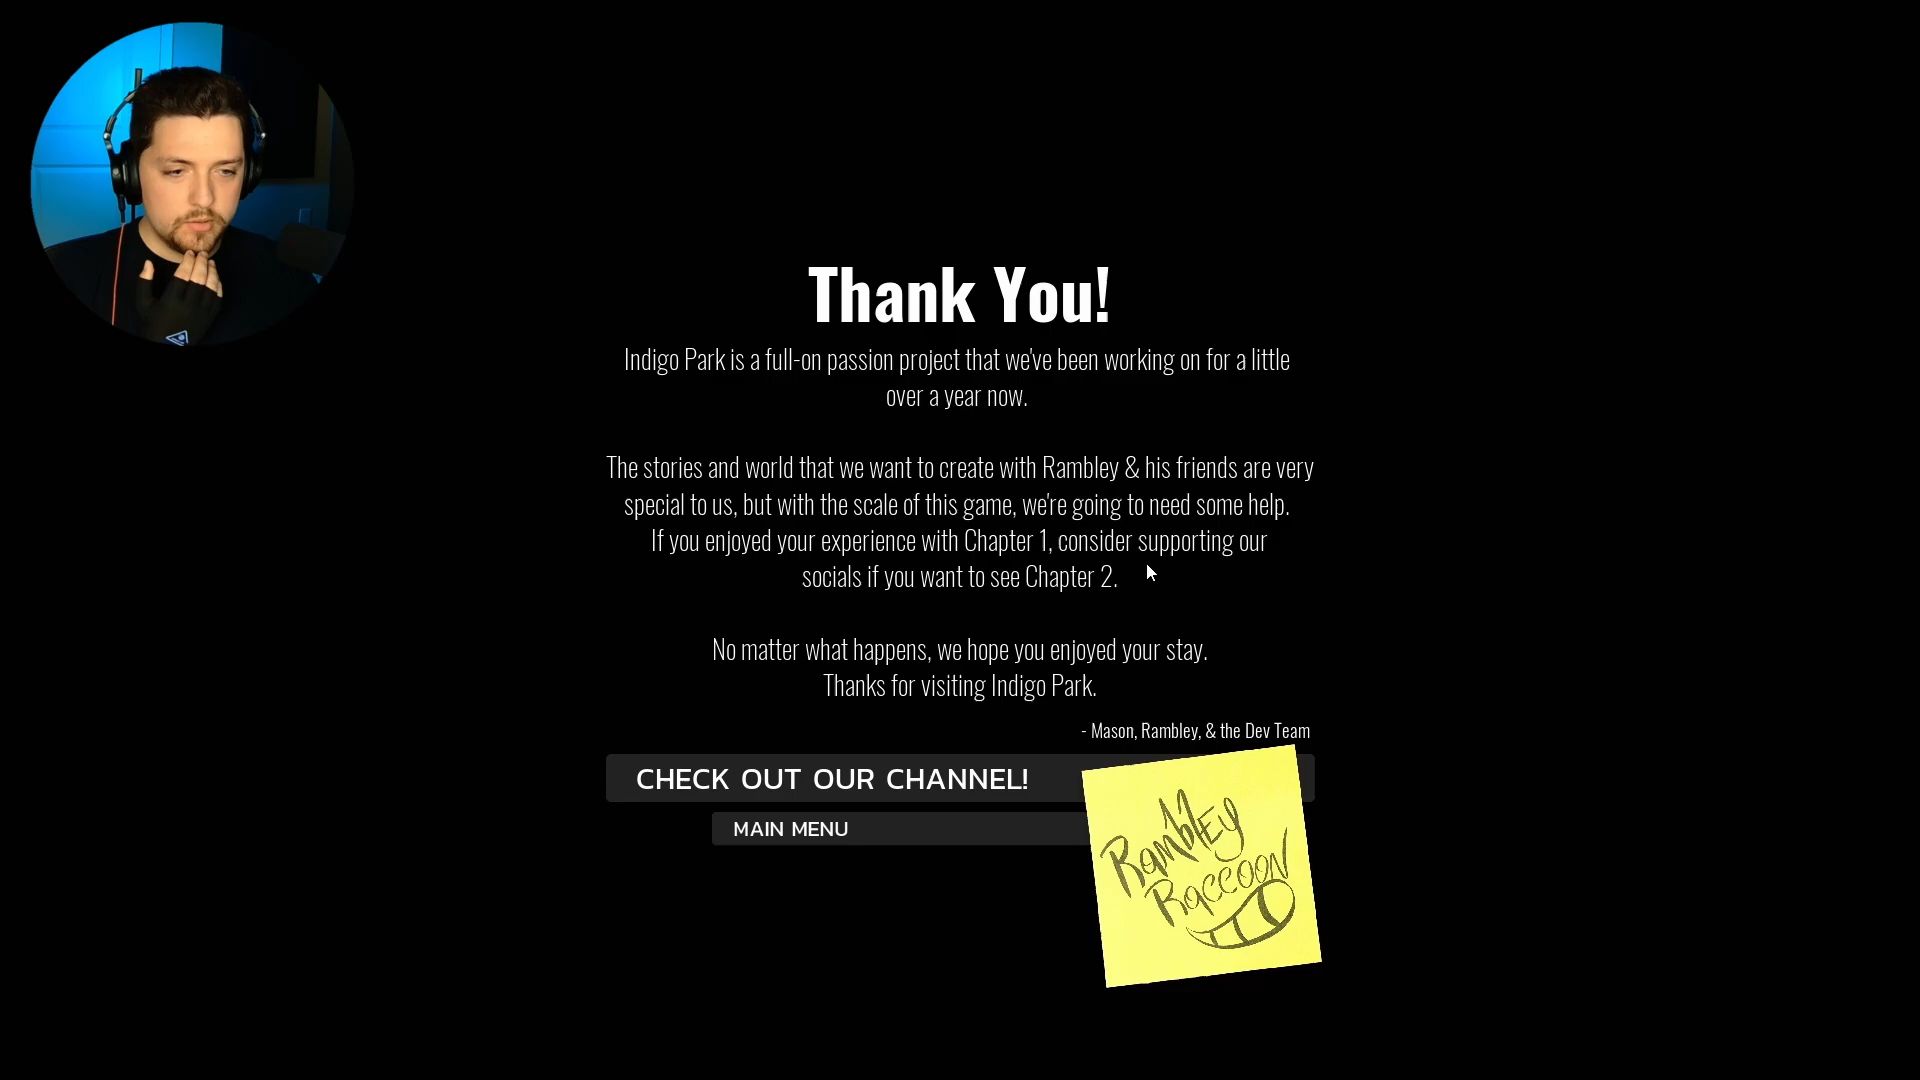 Thank You!
Indigo Park is a full-on passion project that we've been working on for a little
over a year now.
The stories and world that we want to create with Rambley & his friends are very
special to us, but with the scale of this game, we're going to need some help.
If you enjoyed your experience with Chapter 1, consider supporting our
socials if you want to see Chapter 2.
No matter what happens, we hope you enjoyed your stay.
Thanks for visiting Indigo Park.
- Mason, Rambley, & the Dev Team
CHECK OUT OUR CHANNEL!
MAIN MENU
RambLEy
Raccoon